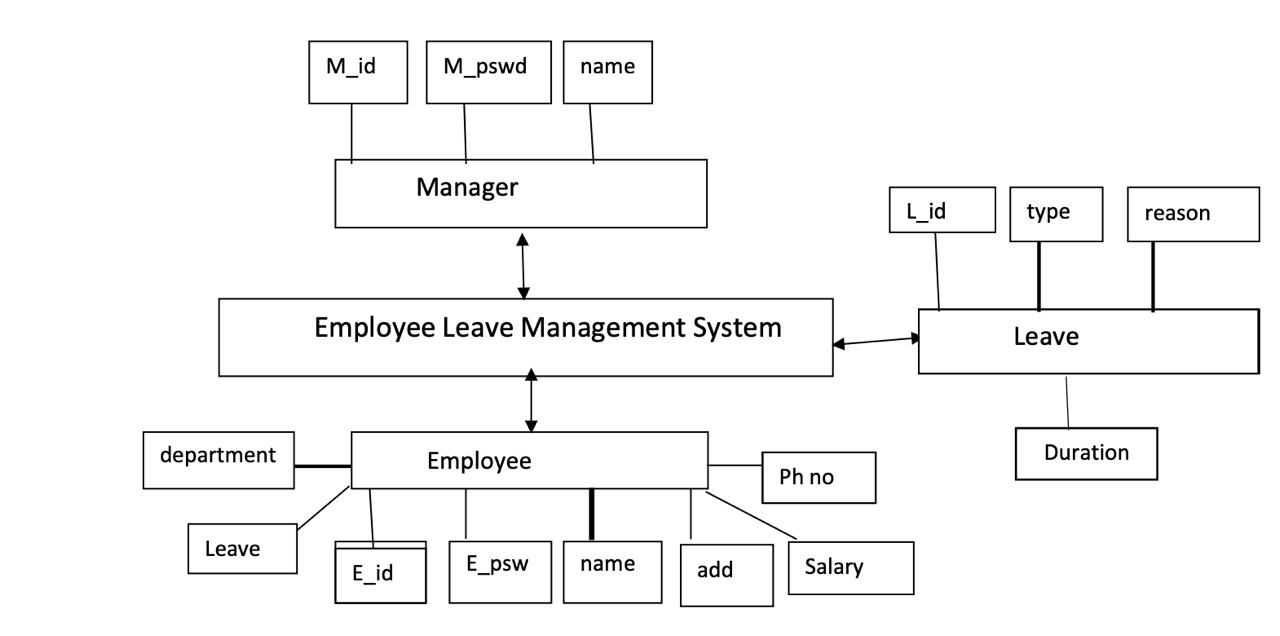 M_id
M_pswd
name
Manager
L_id
type
reason
Employee Leave Management System
Leave
Duration
department
Employee
Ph no
Leave
E_id
E_psw
name
add
Salary